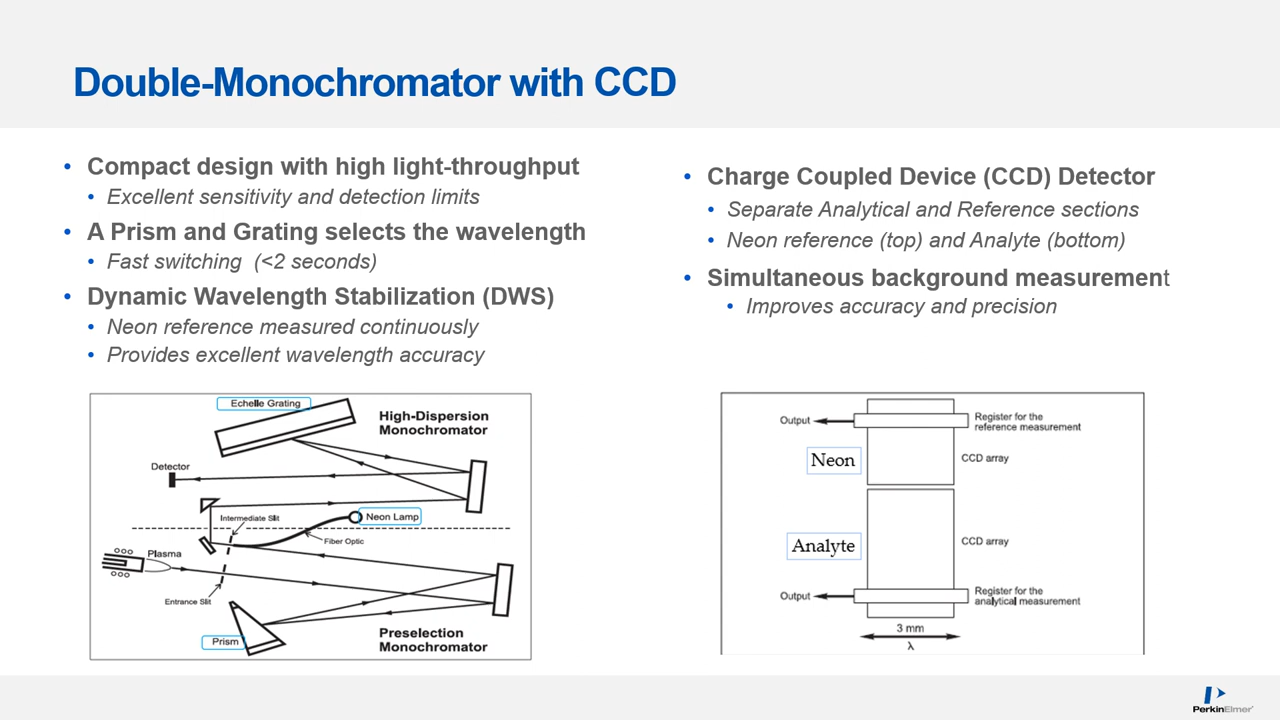 Double-Monochromator with CCD
• Compact design with high light-throughput
• Excellent sensitivity and detection limits
• A Prism and Grating selects the wavelength
• Fast switching (<2 seconds)
• Dynamic Wavelength Stabilization (DWS)
• Neon reference measured continuously
• Provides excellent wavelength accuracy
• Charge Coupled Device (CCD) Detector
• Separate Analytical and Reference sections
• Neon reference (top) and Analyte (bottom)
• Simultaneous background measurement
• Improves accuracy and precision
Echelle Grating
High-Dispersion
Monochromator
Detector
Intermediate Slit
Neon Lamp
Fiber Optic
Plasma
Entrance Slit
Prism
Preselection
Monochromator
Output
Register for the
reference measurement
Neon
CCD array
Analyte
CCD array
Output
Register for the
analytical measurement
3 mm
λ
PerkinElmer®